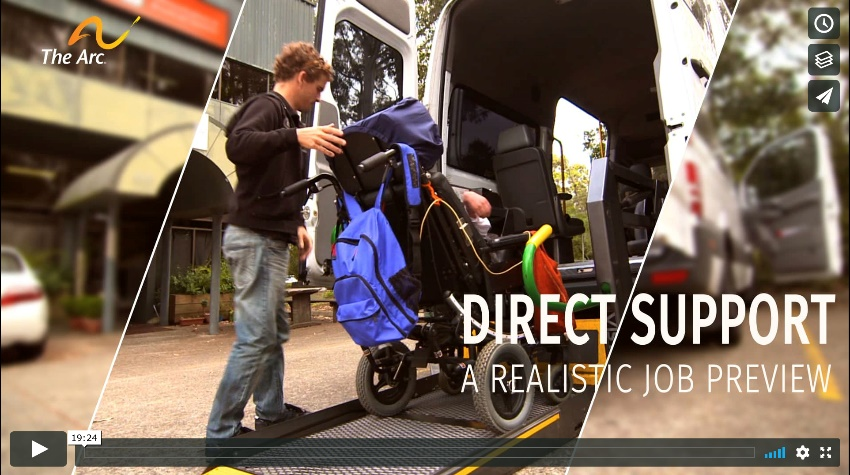 The Arc
DIRECT SUPPORT
A REALISTIC JOB PREVIEW
19:24